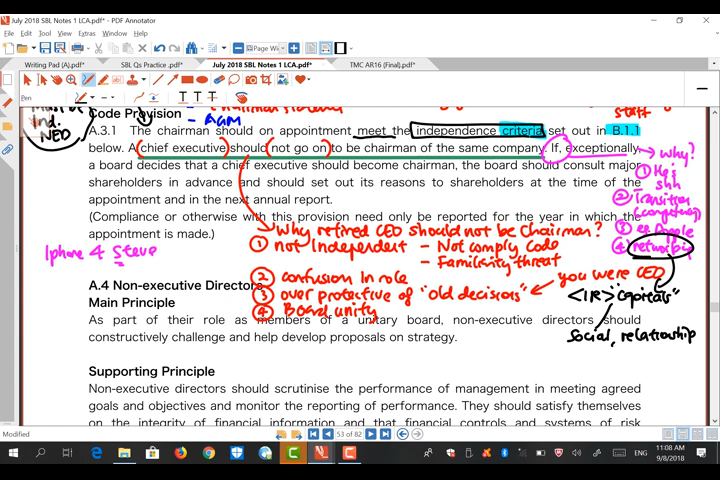 July 2018 SBL Notes 1 LCA.pdf* - PDF Annotator
File Edit Tools Extras Window Help
Page Wi
Writing Pad (A).pdf* SBL Qs Practice .pdf* July 2018 SBL Notes 1 LCA.pdf* TMC AR16 (Final).pdf*
Pen
ind.
NED
Code Provision
- AGM
staff
A.3.1 The chairman should on appointment meet the independence criteria set out in B.1.1
below. A chief executive should not go on to be chairman of the same company. If, exceptionally,
a board decides that a chief executive should become chairman, the board should consult major
shareholders in advance and should set out its reasons to shareholders at the time of the
appointment and in the next annual report.
(Compliance or otherwise with this provision need only be reported for the year in which the
appointment is made.)
why?
① He is
shh
② Transition
(competency)
③ eg Apple
④ relationship
Iphone 4 Steve
Why retired CEO should not be Chairman?
① not Independent - Not comply Code
- Familiarity threat
② confusion in role
③ over protective of "old decisions"
④ Board unity
you were CEO
<IR> "capitals"
Social, relationship
A.4 Non-executive Directors
Main Principle
As part of their role as members of a unitary board, non-executive directors should
constructively challenge and help develop proposals on strategy.
Supporting Principle
Non-executive directors should scrutinise the performance of management in meeting agreed
goals and objectives and monitor the reporting of performance. They should satisfy themselves
on the integrity of financial information and that financial controls and systems of risk
Modified
53 of 82
ENG
11:08 AM
9/8/2018